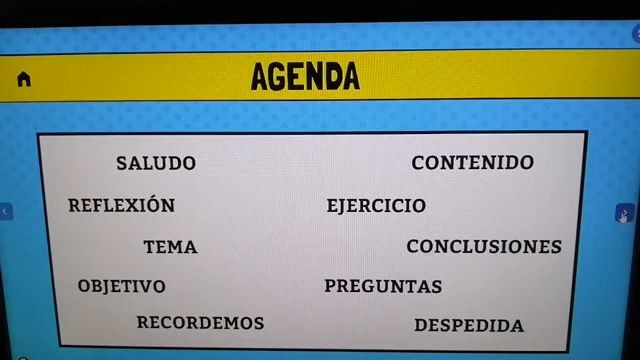 AGENDA
SALUDO
REFLEXIÓN
TEMA
OBJETIVO
RECORDEMOS
CONTENIDO
EJERCICIO
CONCLUSIONES
PREGUNTAS
DESPEDIDA